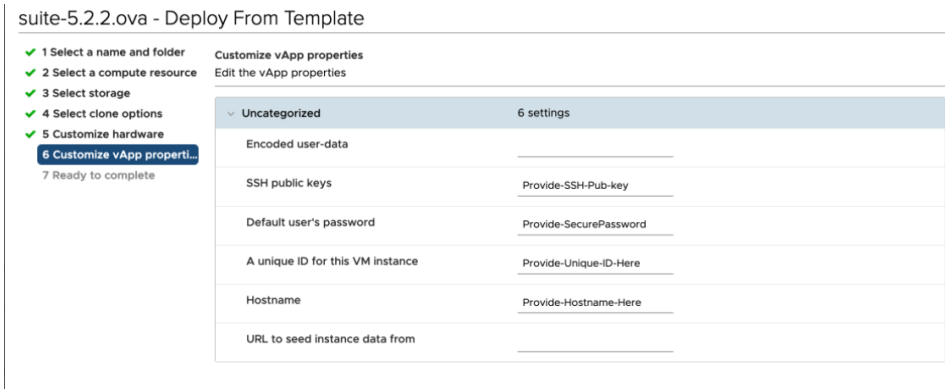 suite-5.2.2.ova - Deploy From Template
1 Select a name and folder
2 Select a compute resource
3 Select storage
4 Select clone options
5 Customize hardware
6 Customize vApp properti...
7 Ready to complete
Customize vApp properties
Edit the vApp properties
Uncategorized 6 settings
Encoded user-data
SSH public keys Provide-SSH-Pub-key
Default user's password Provide-SecurePassword
A unique ID for this VM instance Provide-Unique-ID-Here
Hostname Provide-Hostname-Here
URL to seed instance data from